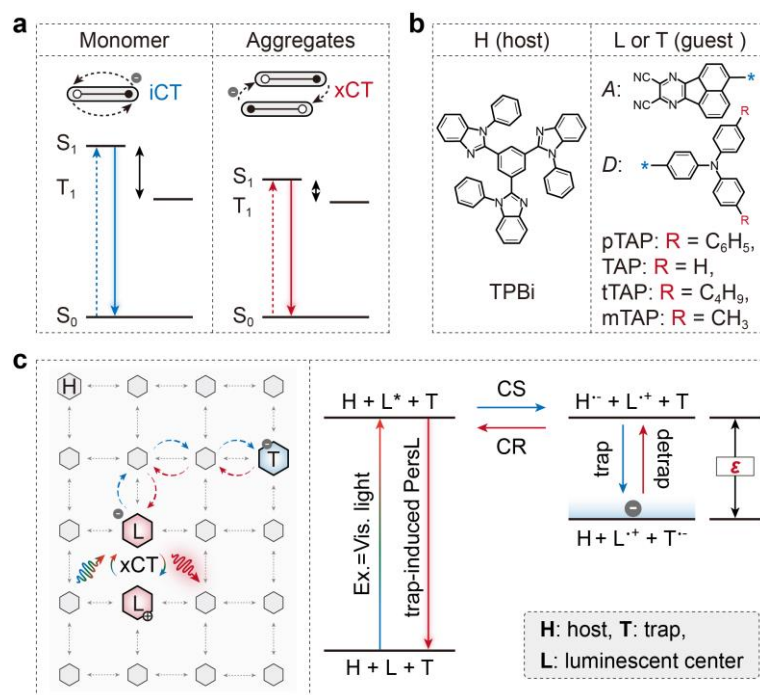 a
Monomer
Aggregates
⊖
iCT
⊖
xCT
S₁
T₁
S₀
S₁
T₁
S₀
b
H (host)
L or T (guest )
N
N
N
N
N
N
TPBi
A:
NC
NC
N
N
*
D:
*
N
R
R
pTAP: R = C₆H₅,
TAP: R = H,
tTAP: R = C₄H₉,
mTAP: R = CH₃
c
H
⊖
T
⊖
L
xCT
L
⊕
H + L* + T
CS
CR
H·⁻ + L·⁺ + T
Ex.=Vis. light
trap-induced PersL
trap
detrap
ε
⊖
H + L·⁺ + T·⁻
H + L + T
H: host, T: trap,
L: luminescent center